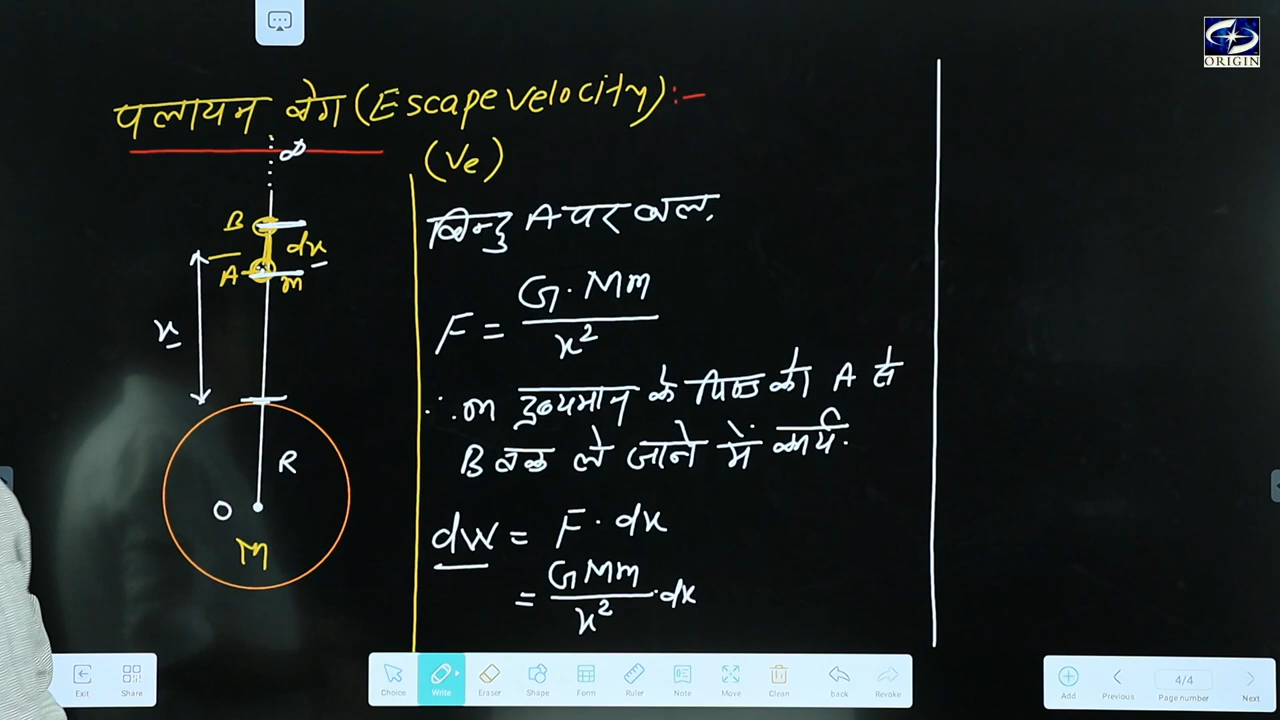 ORIGIN
पलायन वेग (Escape velocity) :-
(Ve)
∞
B
dx
A
m
x
R
O
M
बिन्दु A पर बल,
F = G·Mm / x²
∴ m द्रव्यमान के पिण्ड को A से
B तक ले जाने में कार्य.
dW = F · dx
= GMm / x² · dx
Exit
Share
Choice
Write
Eraser
Shape
Form
Ruler
Note
Move
Clean
back
Revoke
Add
Previous
4/4
Page number
Next